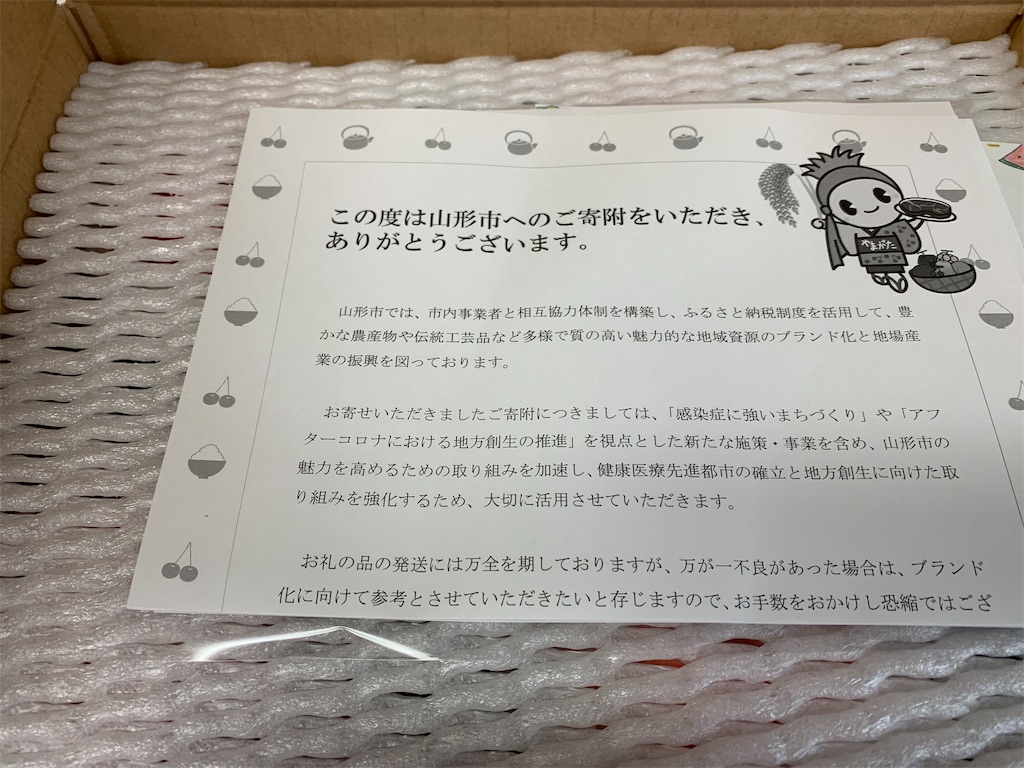 この度は山形市へのご寄附をいただき、
ありがとうございます。
やまがた
山形市では、市内事業者と相互協力体制を構築し、ふるさと納税制度を活用して、豊
かな農産物や伝統工芸品など多様で質の高い魅力的な地域資源のブランド化と地場産
業の振興を図っております。
お寄せいただきましたご寄附につきましては、「感染症に強いまちづくり」や「アフ
ターコロナにおける地方創生の推進」を視点とした新たな施策・事業を含め、山形市の
魅力を高めるための取り組みを加速し、健康医療先進都市の確立と地方創生に向けた取
り組みを強化するため、大切に活用させていただきます。
お礼の品の発送には万全を期しておりますが、万が一不良があった場合は、ブランド
化に向けて参考とさせていただきたいと存じますので、お手数をおかけし恐縮ではござ